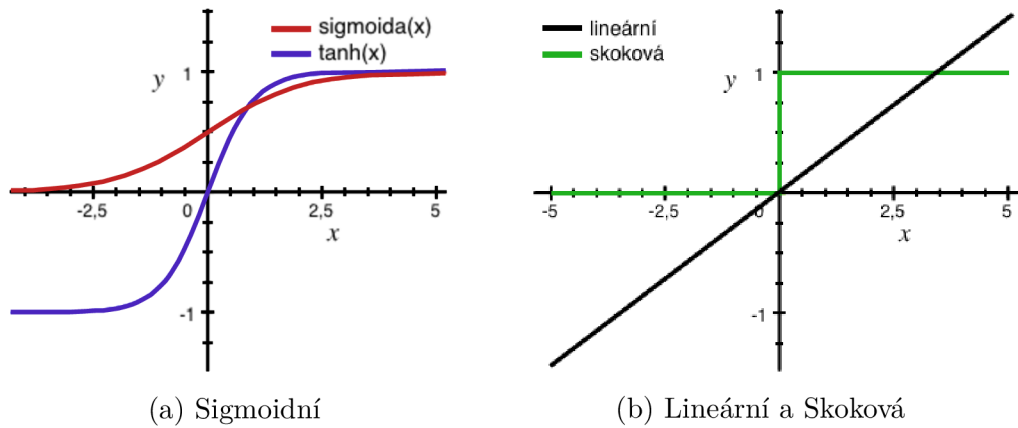 sigmoida(x)
tanh(x)
y
1
-2,5
0
2,5
5
x
-1
(a) Sigmoidní
lineární
skoková
y
1
-5
-2,5
0
2,5
5
x
-1
(b) Lineární a Skoková